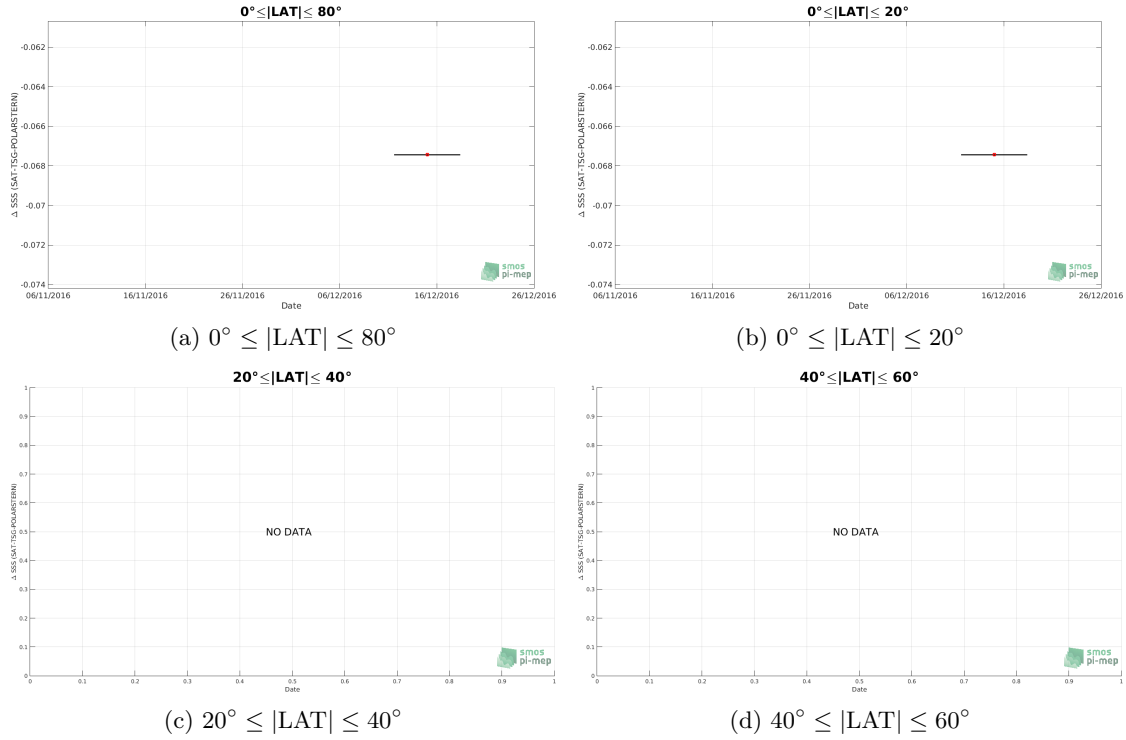 0°≤|LAT|≤ 80°
Δ SSS (SAT-TSG-POLARSTERN)
-0.062
-0.064
-0.066
-0.068
-0.07
-0.072
-0.074
06/11/2016 16/11/2016 26/11/2016 06/12/2016 16/12/2016 26/12/2016
Date
smos
pi-mep
(a) 0° ≤ |LAT| ≤ 80°
0°≤|LAT|≤ 20°
Δ SSS (SAT-TSG-POLARSTERN)
-0.062
-0.064
-0.066
-0.068
-0.07
-0.072
-0.074
06/11/2016 16/11/2016 26/11/2016 06/12/2016 16/12/2016 26/12/2016
Date
smos
pi-mep
(b) 0° ≤ |LAT| ≤ 20°
20°≤|LAT|≤ 40°
Δ SSS (SAT-TSG-POLARSTERN)
1
0.9
0.8
0.7
0.6
0.5
0.4
0.3
0.2
0.1
0
NO DATA
0 0.1 0.2 0.3 0.4 0.5 0.6 0.7 0.8 0.9 1
Date
smos
pi-mep
(c) 20° ≤ |LAT| ≤ 40°
40°≤|LAT|≤ 60°
Δ SSS (SAT-TSG-POLARSTERN)
1
0.9
0.8
0.7
0.6
0.5
0.4
0.3
0.2
0.1
0
NO DATA
0 0.1 0.2 0.3 0.4 0.5 0.6 0.7 0.8 0.9 1
Date
smos
pi-mep
(d) 40° ≤ |LAT| ≤ 60°